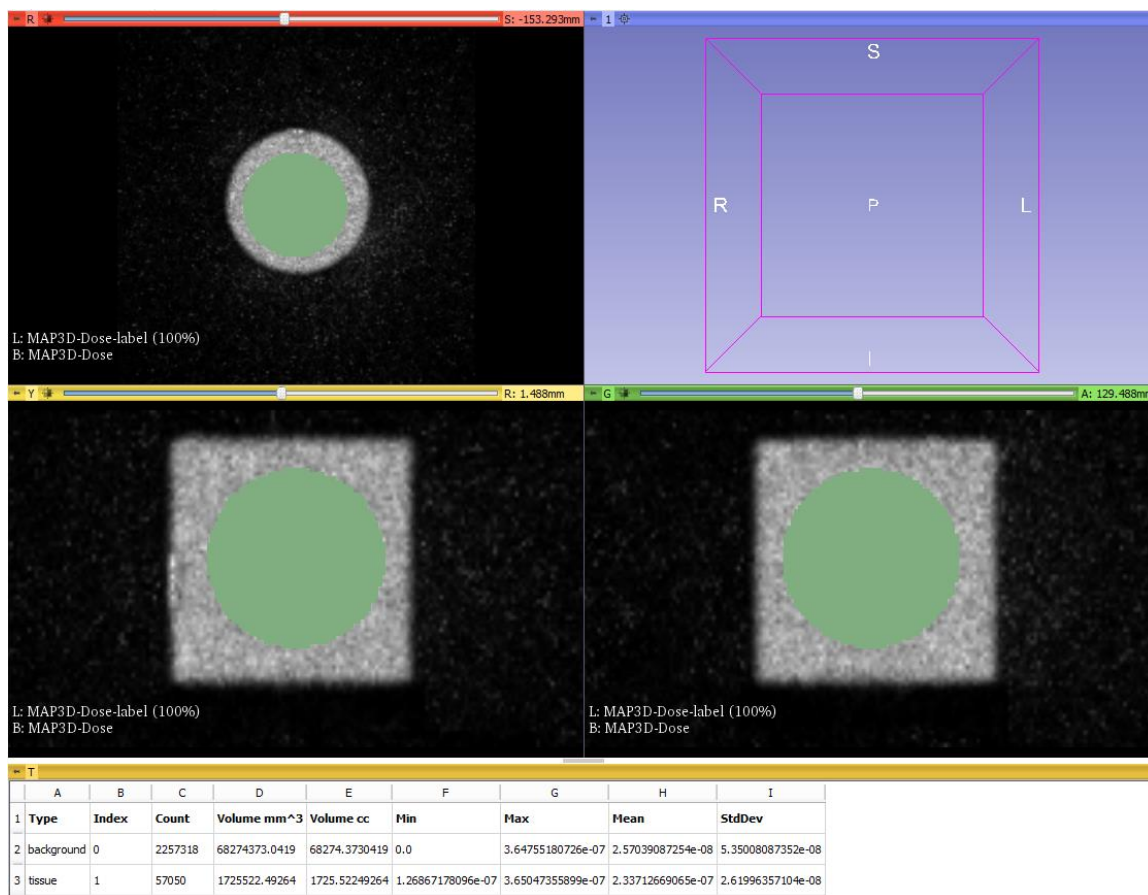 R S: -153.293mm
1
S
R P L
I
L: MAP3D-Dose-label (100%)
B: MAP3D-Dose
Y R: 1.488mm
G A: 129.488mm
L: MAP3D-Dose-label (100%)
B: MAP3D-Dose
L: MAP3D-Dose-label (100%)
B: MAP3D-Dose
T
A B C D E F G H I
1 Type Index Count Volume mm^3 Volume cc Min Max Mean StdDev
2 background 0 2257318 68274373.0419 68274.3730419 0.0 3.64755180726e-07 2.57039087254e-08 5.35008087352e-08
3 tissue 1 57050 1725522.49264 1725.52249264 1.26867178096e-07 3.65047355899e-07 2.33712669065e-07 2.61996357104e-08